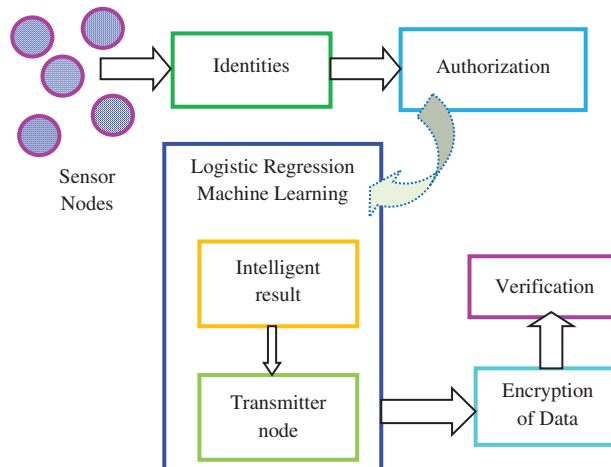 Identities
Authorization
Sensor
Nodes
Logistic Regression
Machine Learning
Intelligent
result
Verification
Transmitter
node
Encryption
of Data